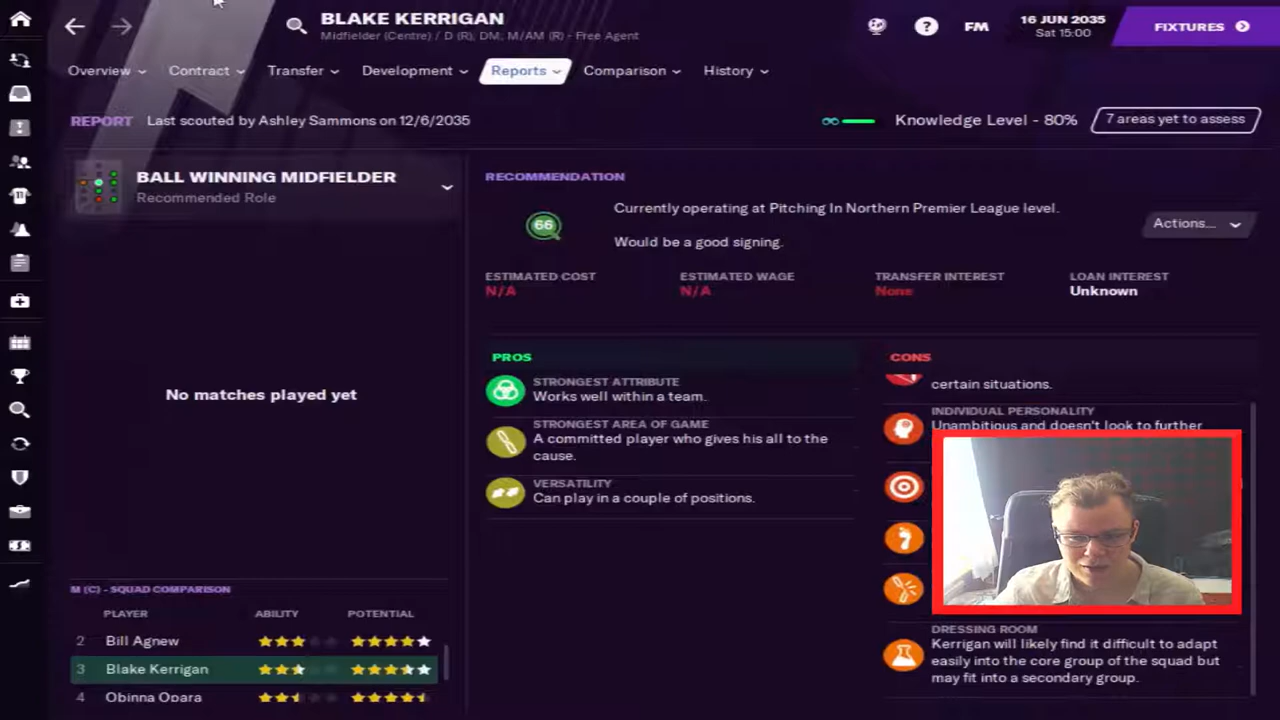 BLAKE KERRIGAN
Midfielder (Centre) / D (R), DM, M/AM (R) - Free Agent
FM
16 JUN 2035
Sat 15:00
FIXTURES
Overview
Contract
Transfer
Development
Reports
Comparison
History
REPORT
Last scouted by Ashley Sammons on 12/6/2035
Knowledge Level - 80%
7 areas yet to assess
BALL WINNING MIDFIELDER
Recommended Role
No matches played yet
RECOMMENDATION
66
Currently operating at Pitching In Northern Premier League level.
Would be a good signing.
Actions...
ESTIMATED COST
N/A
ESTIMATED WAGE
N/A
TRANSFER INTEREST
None
LOAN INTEREST
Unknown
PROS
STRONGEST ATTRIBUTE
Works well within a team.
STRONGEST AREA OF GAME
A committed player who gives his all to the
cause.
VERSATILITY
Can play in a couple of positions.
CONS
certain situations.
INDIVIDUAL PERSONALITY
Unambitious and doesn't look to further
DRESSING ROOM
Kerrigan will likely find it difficult to adapt
easily into the core group of the squad but
may fit into a secondary group.
M (C) - SQUAD COMPARISON
PLAYER ABILITY POTENTIAL
2 Bill Agnew
3 Blake Kerrigan
4 Obinna Opara